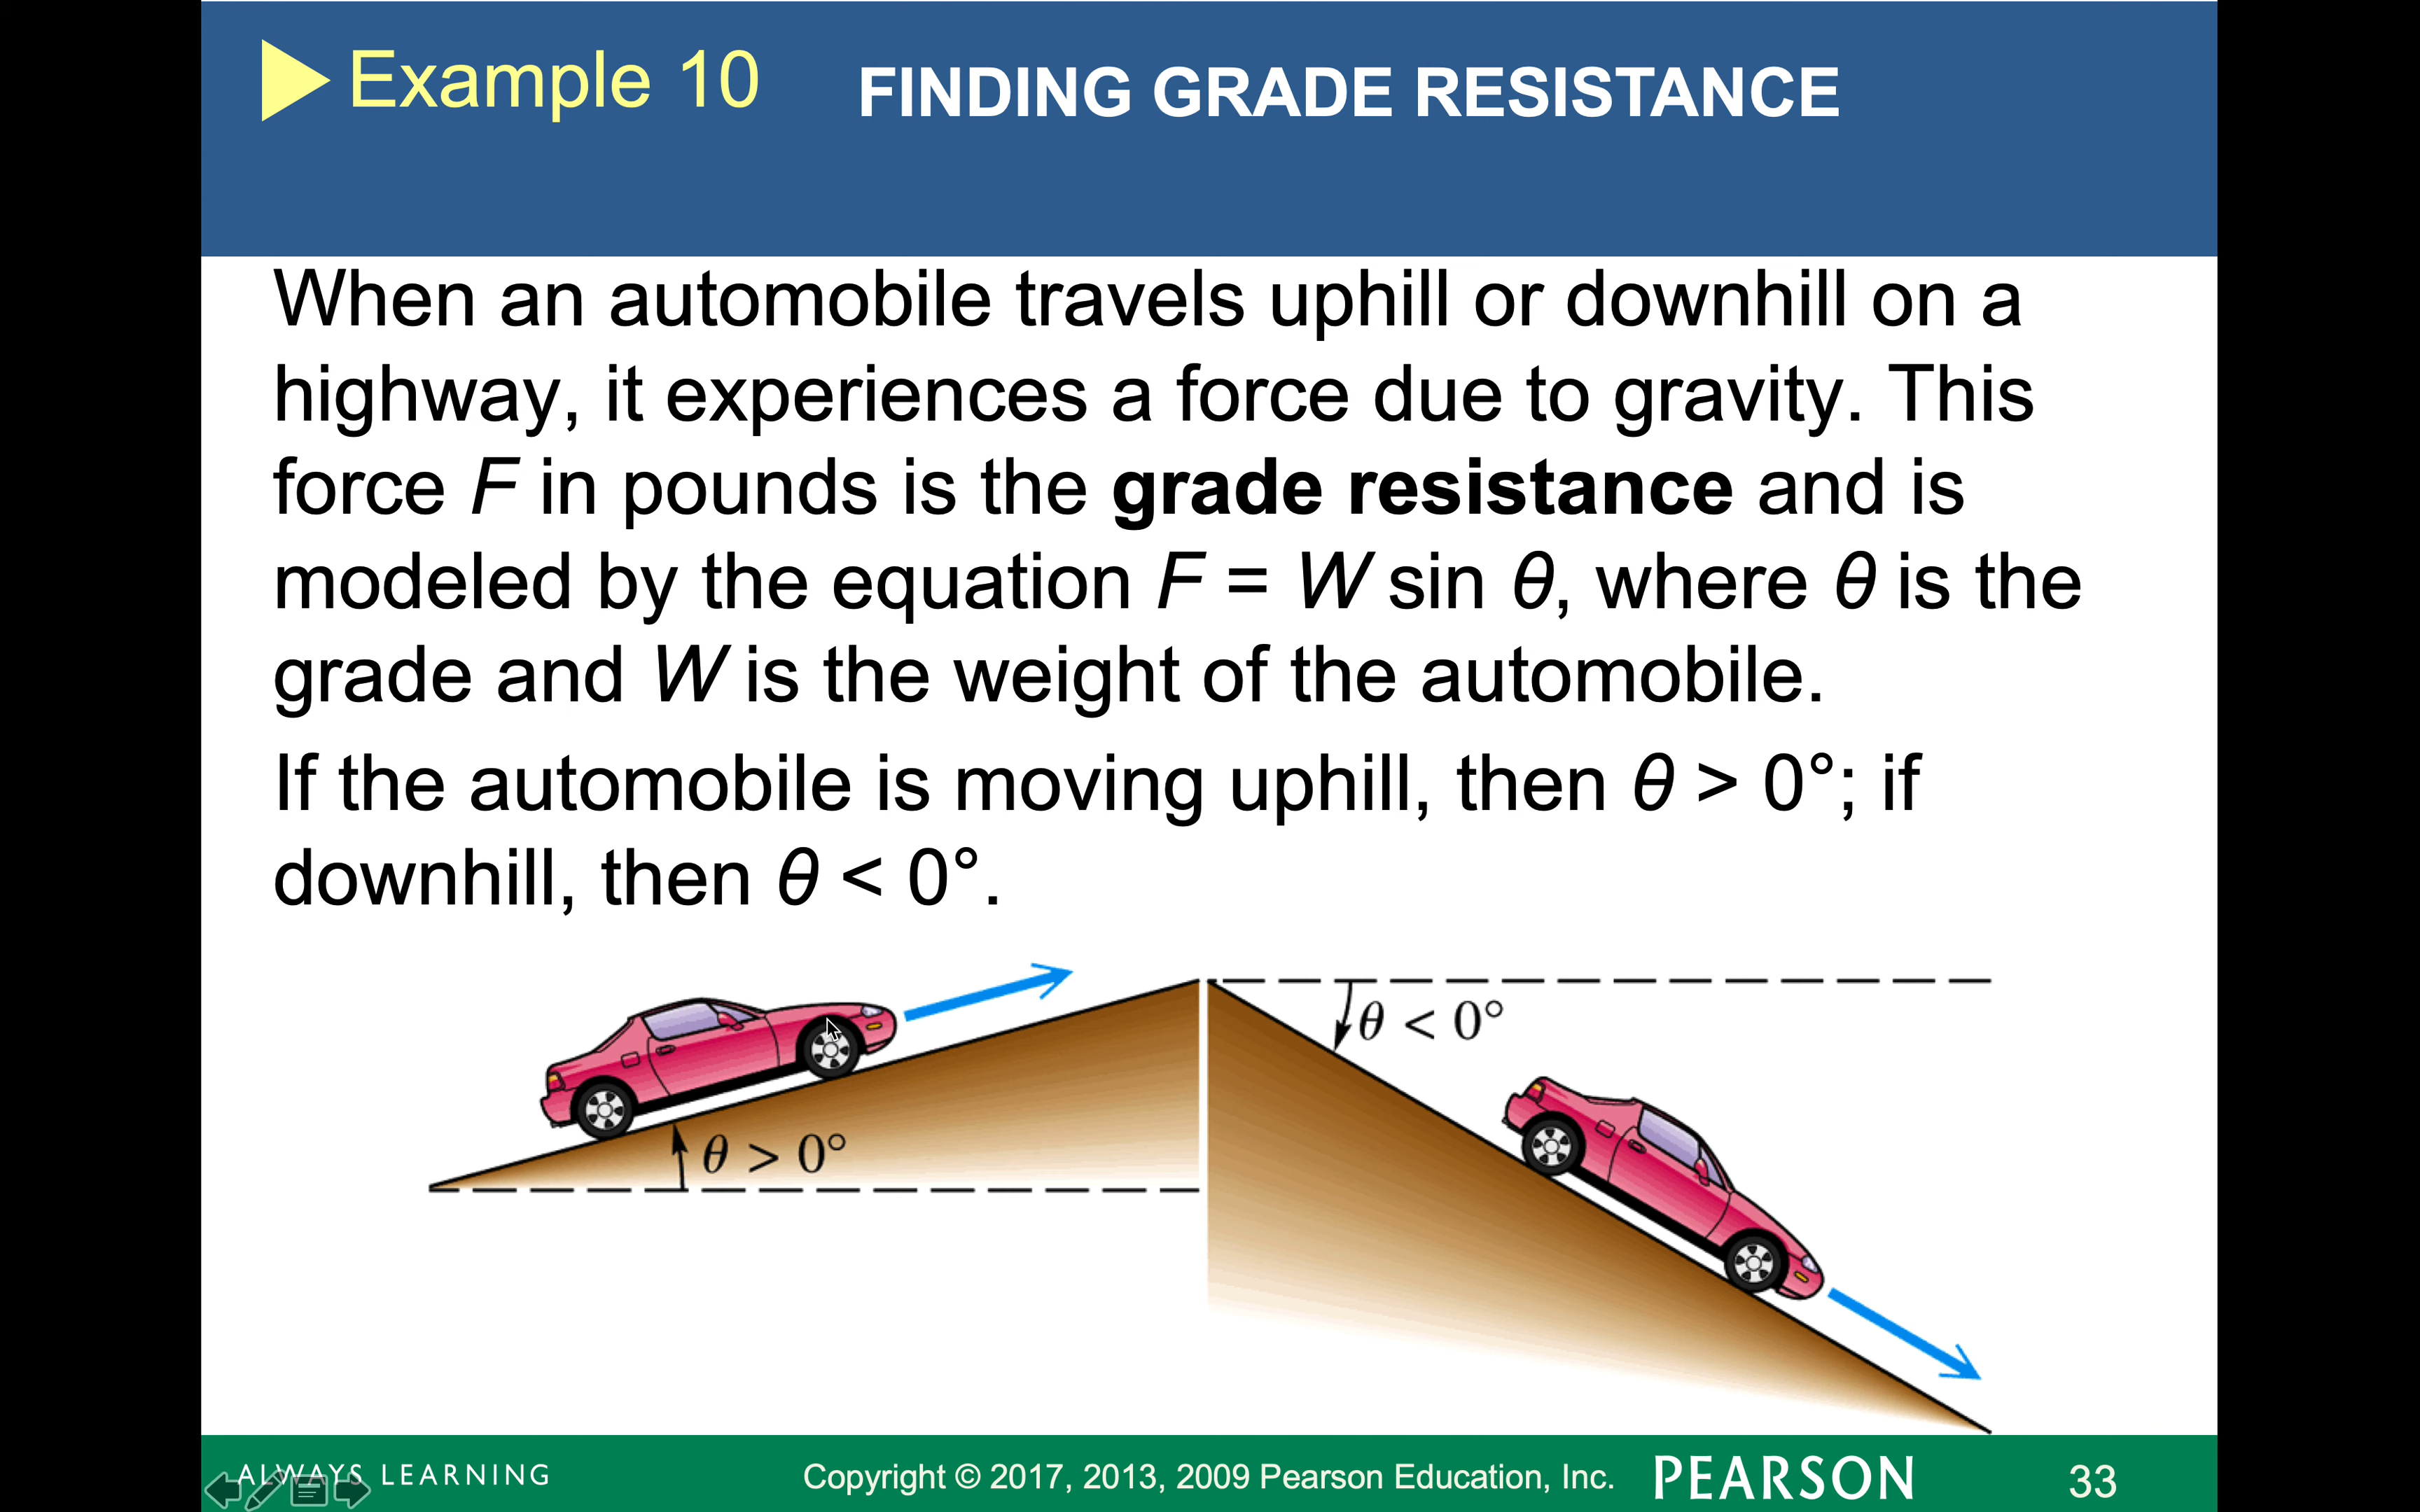 Example 10 FINDING GRADE RESISTANCE
When an automobile travels uphill or downhill on a
highway, it experiences a force due to gravity. This
force F in pounds is the grade resistance and is
modeled by the equation F = W sin θ, where θ is the
grade and W is the weight of the automobile.
If the automobile is moving uphill, then θ > 0°; if
downhill, then θ < 0°.
θ < 0°
θ > 0°
ALWAYS LEARNING Copyright © 2017, 2013, 2009 Pearson Education, Inc. PEARSON 33